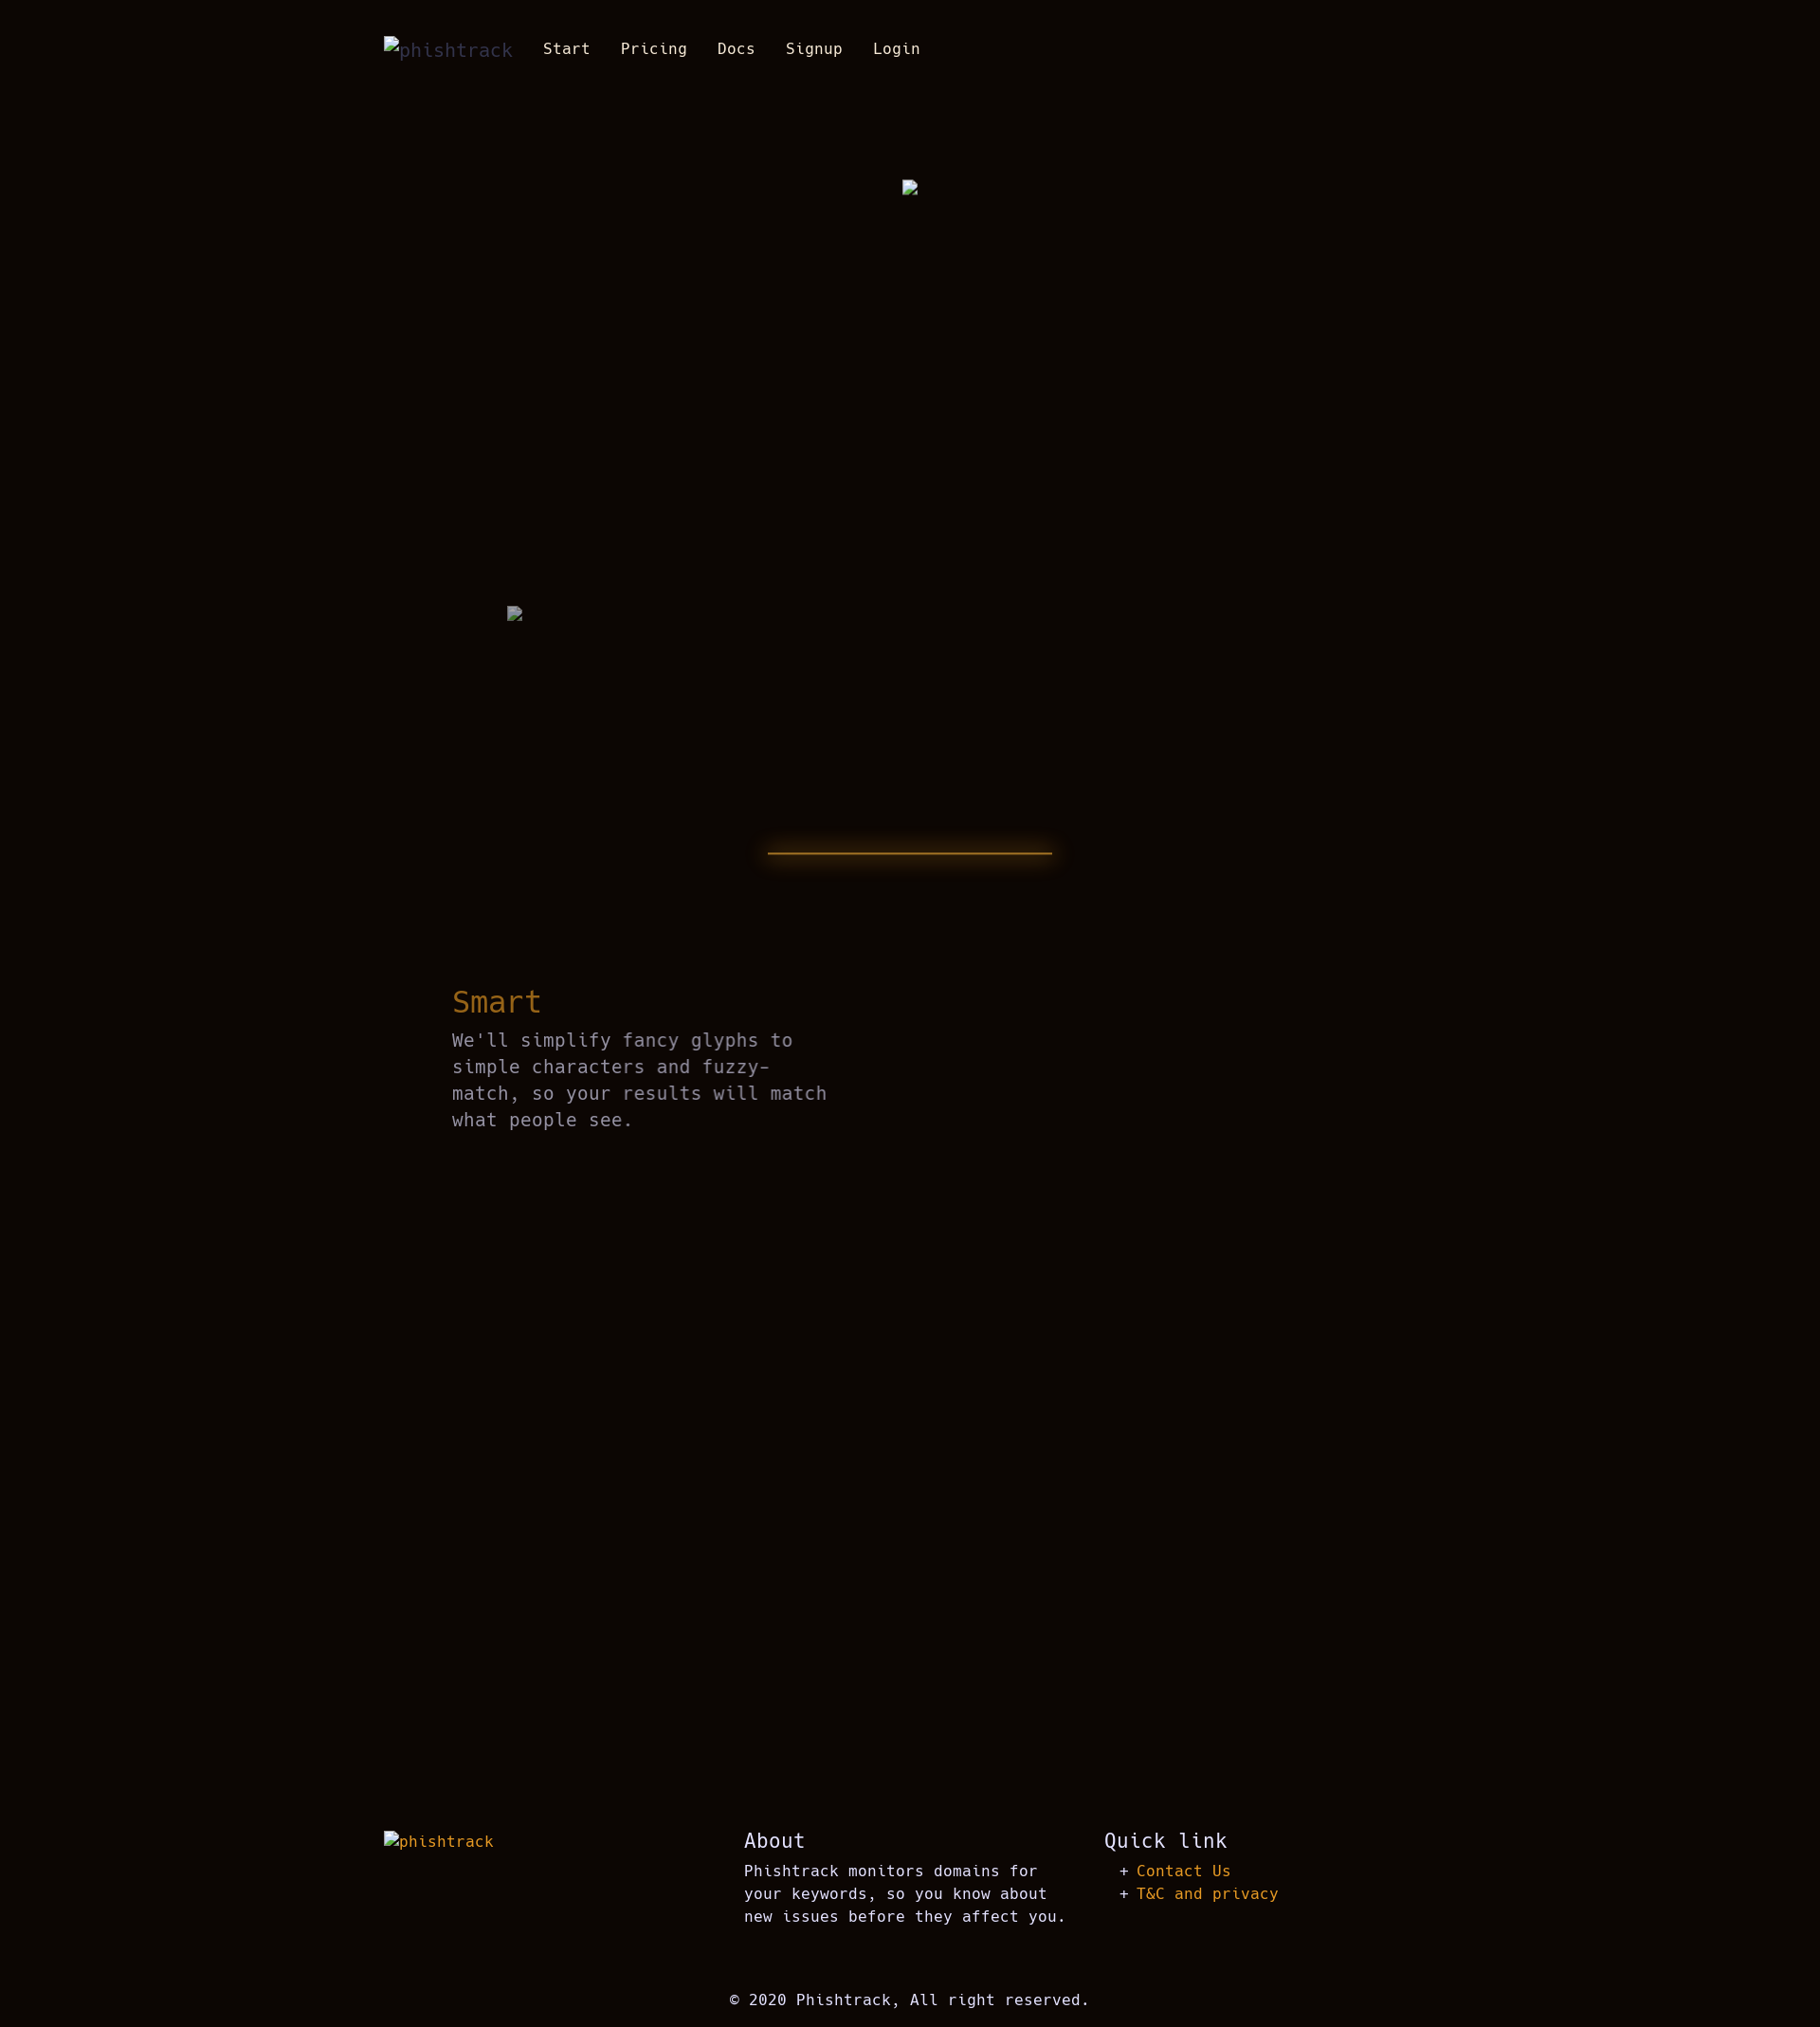 phishtrack Start Pricing Docs Signup Login
Smart
We'll simplify fancy glyphs to
simple characters and fuzzy-
match, so your results will match
what people see.
phishtrack
About
Phishtrack monitors domains for
your keywords, so you know about
new issues before they affect you.
Quick link
+ Contact Us
+ T&C and privacy
© 2020 Phishtrack, All right reserved.